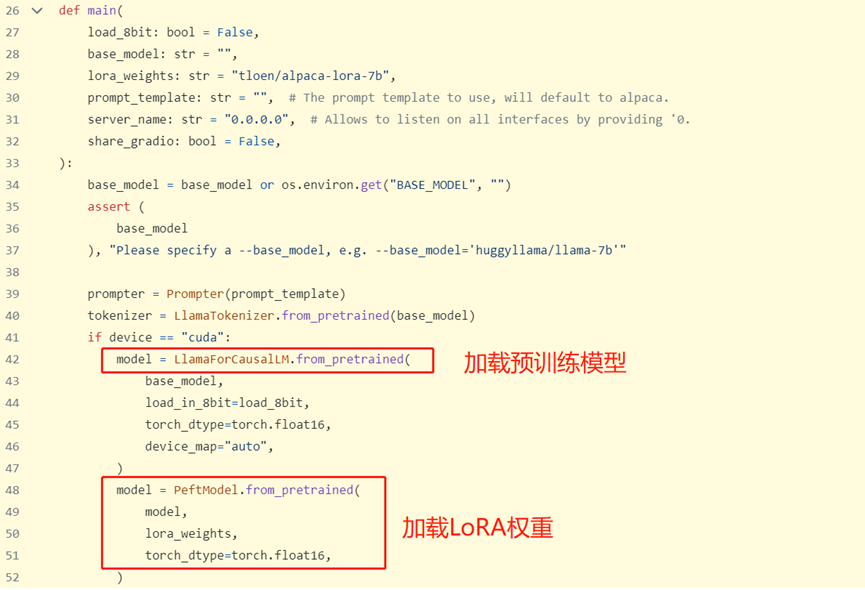 26 def main(
27 load_8bit: bool = False,
28 base_model: str = "",
29 lora_weights: str = "tloen/alpaca-lora-7b",
30 prompt_template: str = "",  # The prompt template to use, will default to alpaca.
31 server_name: str = "0.0.0.0",  # Allows to listen on all interfaces by providing '0.
32 share_gradio: bool = False,
33 ):
34 base_model = base_model or os.environ.get("BASE_MODEL", "")
35 assert (
36 base_model
37 ), "Please specify a --base_model, e.g. --base_model='huggyllama/llama-7b'"
38
39 prompter = Prompter(prompt_template)
40 tokenizer = LlamaTokenizer.from_pretrained(base_model)
41 if device == "cuda":
42 model = LlamaForCausalLM.from_pretrained( 加载预训练模型
43 base_model,
44 load_in_8bit=load_8bit,
45 torch_dtype=torch.float16,
46 device_map="auto",
47 )
48 model = PeftModel.from_pretrained(
49 model,
50 lora_weights, 加载LoRA权重
51 torch_dtype=torch.float16,
52 )